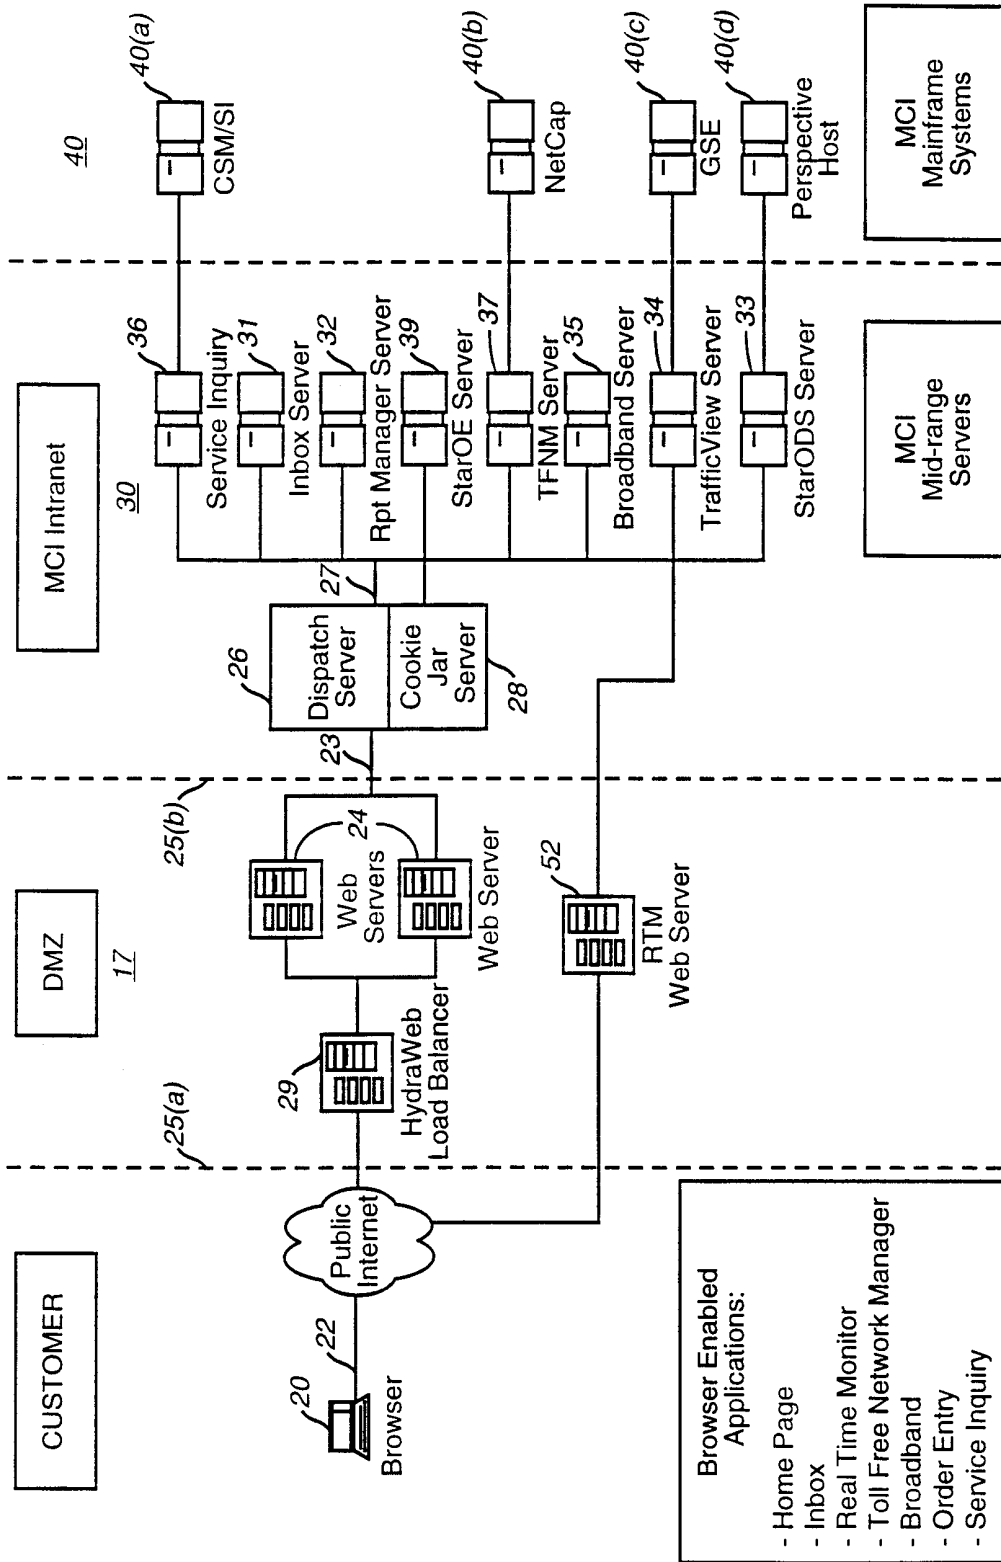 CUSTOMER
DMZ
17
MCI Intranet
30
40
25(a)
25(b)
20
22
Browser
Public
Internet
29
HydraWeb
Load Balancer
24
Web
Servers
Web Server
52
RTM
Web Server
23
26
Dispatch
Server
27
Cookie
Jar
Server
28
36
Service Inquiry
31
Inbox Server
32
Rpt Manager Server
39
StarOE Server
37
TFNM Server
35
Broadband Server
34
TrafficView Server
33
StarODS Server
40(a)
CSM/SI
40(b)
NetCap
40(c)
GSE
40(d)
Perspective
Host
Browser Enabled
Applications:
- Home Page
- Inbox
- Real Time Monitor
- Toll Free Network Manager
- Broadband
- Order Entry
- Service Inquiry
MCI
Mid-range
Servers
MCI
Mainframe
Systems